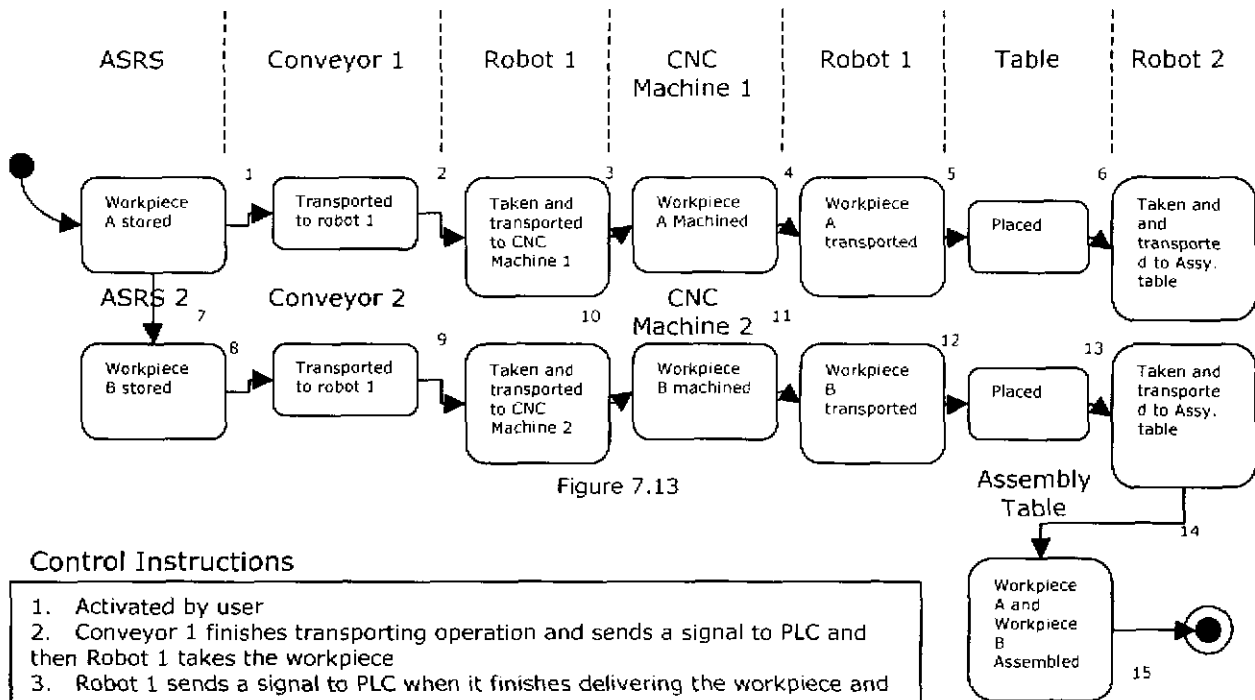 ASRS
Conveyor 1
Robot 1
CNC
Machine 1
Robot 1
Table
Robot 2
1
2
3
4
5
6
Workpiece
A stored
Transported
to robot 1
Taken and
transported
to CNC
Machine 1
Workpiece
A Machined
Workpiece
A
transported
Placed
Taken and
and
transporte
d to Assy.
table
ASRS 2
Conveyor 2
CNC
Machine 2
7
8
9
10
11
12
13
Workpiece
B stored
Transported
to robot 1
Taken and
transported
to CNC
Machine 2
Workpiece
B machined
Workpiece
B
transported
Placed
Taken and
transporte
d to Assy.
table
Figure 7.13
Assembly
Table
14
Workpiece
A and
Workpiece
B
Assembled
15
Control Instructions
1. Activated by user
2. Conveyor 1 finishes transporting operation and sends a signal to PLC and
then Robot 1 takes the workpiece
3. Robot 1 sends a signal to PLC when it finishes delivering the workpiece and